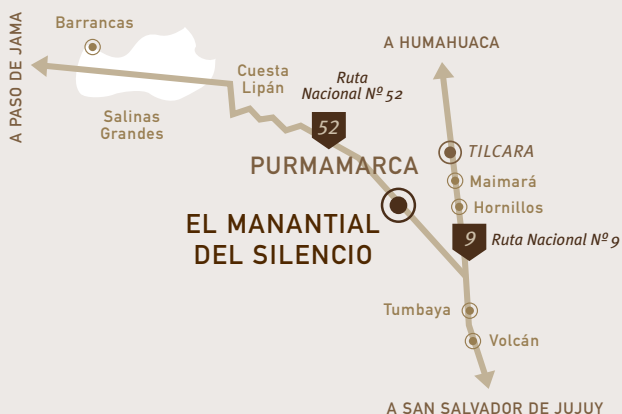 Barrancas
A PASO DE JAMA
Salinas
Grandes
Cuesta
Lipán
Ruta
Nacional Nº 52
52
A HUMAHUACA
PURMAMARCA
TILCARA
Maimará
Hornillos
EL MANANTIAL
DEL SILENCIO
9
Ruta Nacional Nº 9
Tumbaya
Volcán
A SAN SALVADOR DE JUJUY